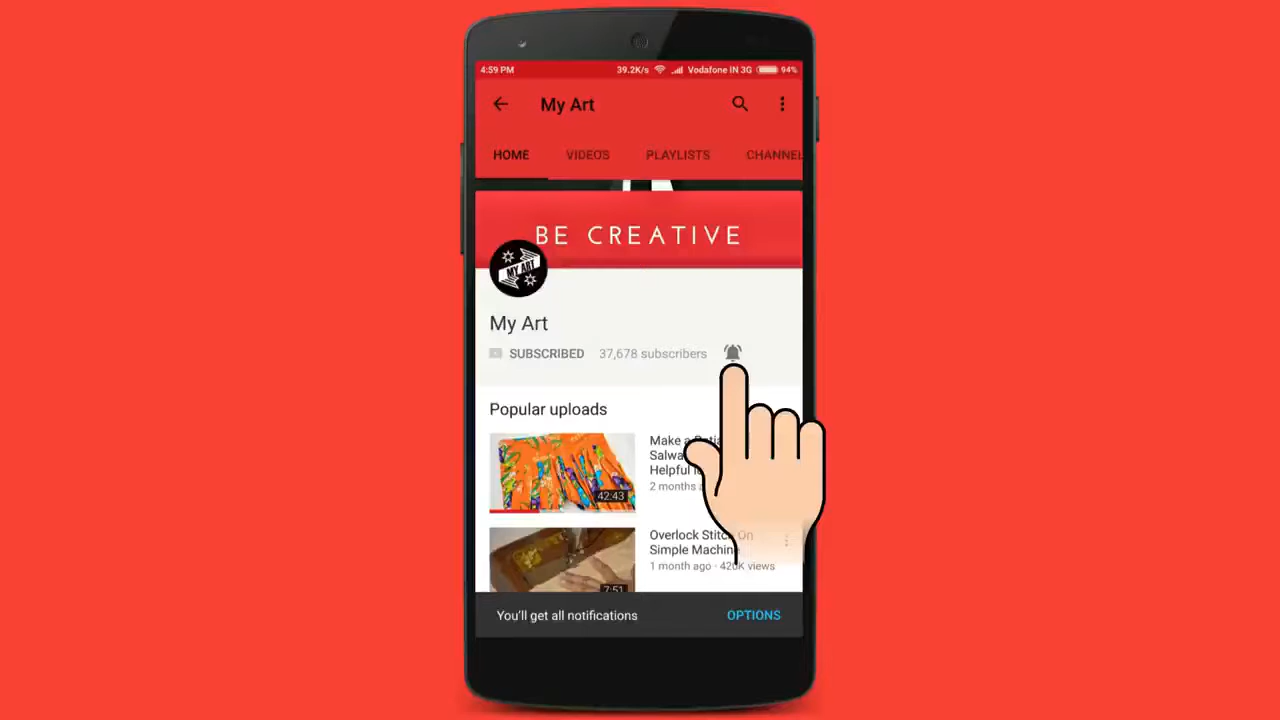 4:59 PM 39.2K/s Vodafone IN 3G 94%
My Art
HOME VIDEOS PLAYLISTS CHANNEL
BE CREATIVE
MY ART
My Art
SUBSCRIBED 37,678 subscribers
Popular uploads
Make a
Salwa
Helpful
2 months
42:43
Overlock Stitch On
Simple Machine
1 month ago · 420K views
7:51
You'll get all notifications OPTIONS